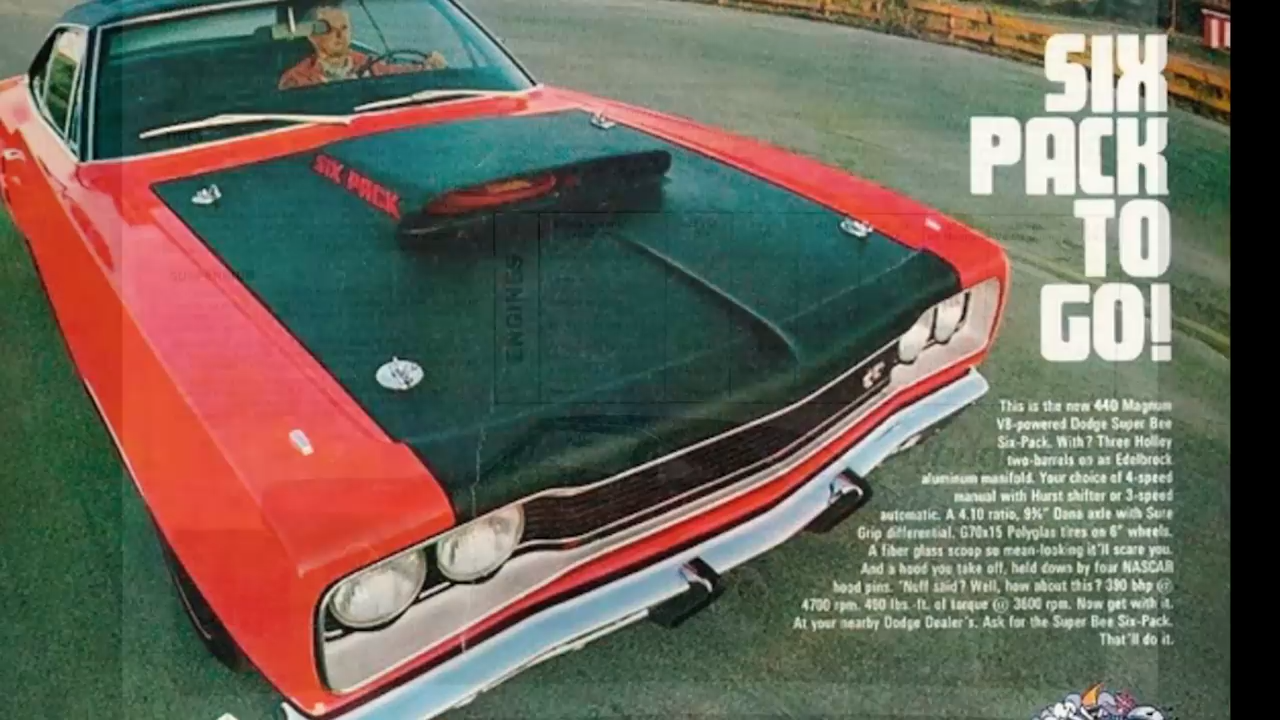 SIX
PACK
TO
GO!
SIX PACK
ENGINES
This is the new 440 Magnum
V8-powered Dodge Super Bee
Six-Pack. With? Three Holley
two-barrels on an Edelbrock
aluminum manifold. Your choice of 4-speed
manual with Hurst shifter or 3-speed
automatic. A 4.10 ratio, 9¾" Dana axle with Sure
Grip differential. G70x15 Polyglas tires on 6" wheels.
A fiber glass scoop so mean-looking it'll scare you.
And a hood you take off, held down by four NASCAR
hood pins. 'Nuff said? Well, how about this? 390 bhp @
4700 rpm. 490 lbs.-ft. of torque @ 3600 rpm. Now get with it.
At your nearby Dodge Dealer's. Ask for the Super Bee Six-Pack.
That'll do it.